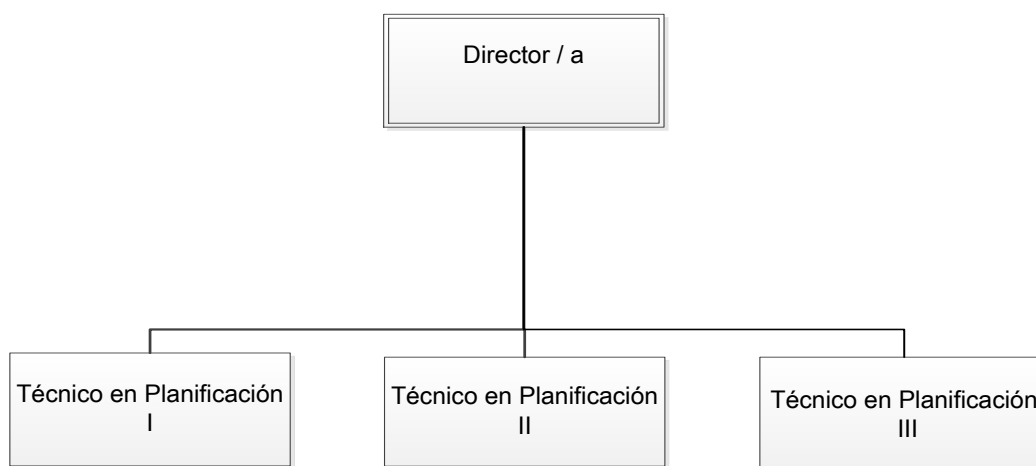 Director / a
Técnico en Planificación
I
Técnico en Planificación
II
Técnico en Planificación
III